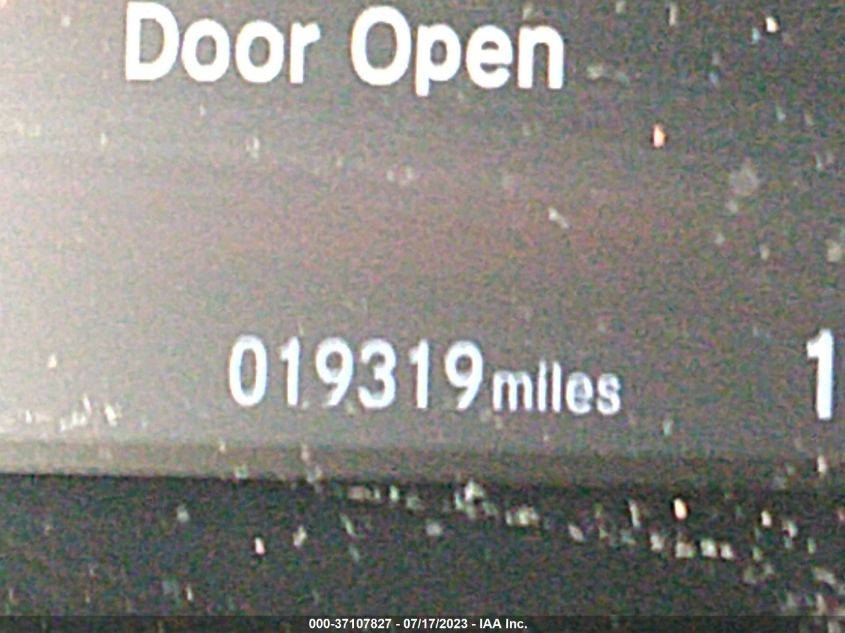 Door Open
019319 miles 1
000-37107827 - 07/17/2023 - IAA Inc.